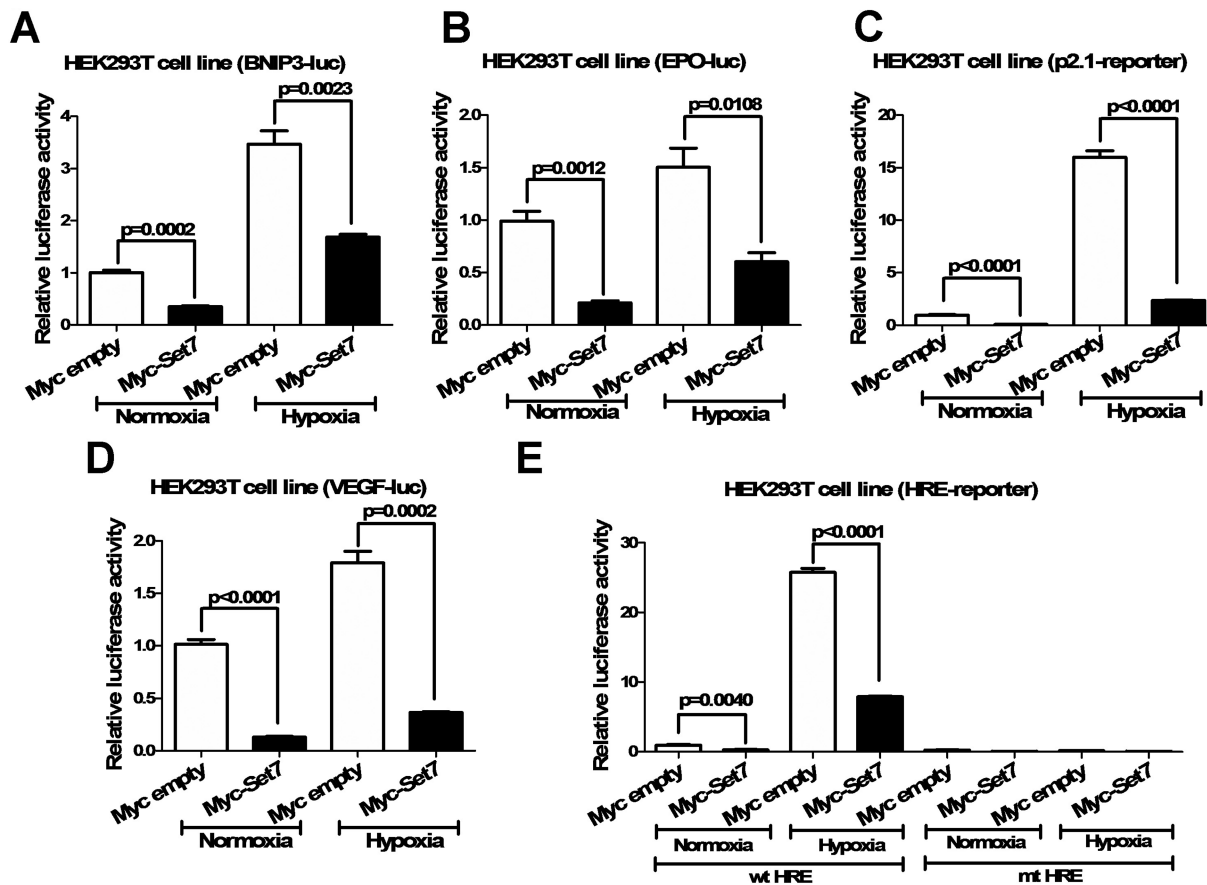 A
HEK293T cell line (BNIP3-luc)
Relative luciferase activity
4
3
2
1
0
p=0.0002
p=0.0023
Myc empty
Myc-Set7
Myc empty
Myc-Set7
Normoxia
Hypoxia
B
HEK293T cell line (EPO-luc)
Relative luciferase activity
2.0
1.5
1.0
0.5
0.0
p=0.0012
p=0.0108
Myc empty
Myc-Set7
Myc empty
Myc-Set7
Normoxia
Hypoxia
C
HEK293T cell line (p2.1-reporter)
Relative luciferase activity
20
15
10
5
0
p<0.0001
p<0.0001
Myc empty
Myc-Set7
Myc empty
Myc-Set7
Normoxia
Hypoxia
D
HEK293T cell line (VEGF-luc)
Relative luciferase activity
2.0
1.5
1.0
0.5
0.0
p<0.0001
p=0.0002
Myc empty
Myc-Set7
Myc empty
Myc-Set7
Normoxia
Hypoxia
E
HEK293T cell line (HRE-reporter)
Relative luciferase activity
30
20
10
0
p=0.0040
p<0.0001
Myc empty
Myc-Set7
Myc empty
Myc-Set7
Myc empty
Myc-Set7
Myc empty
Myc-Set7
Normoxia
Hypoxia
Normoxia
Hypoxia
wt HRE
mt HRE